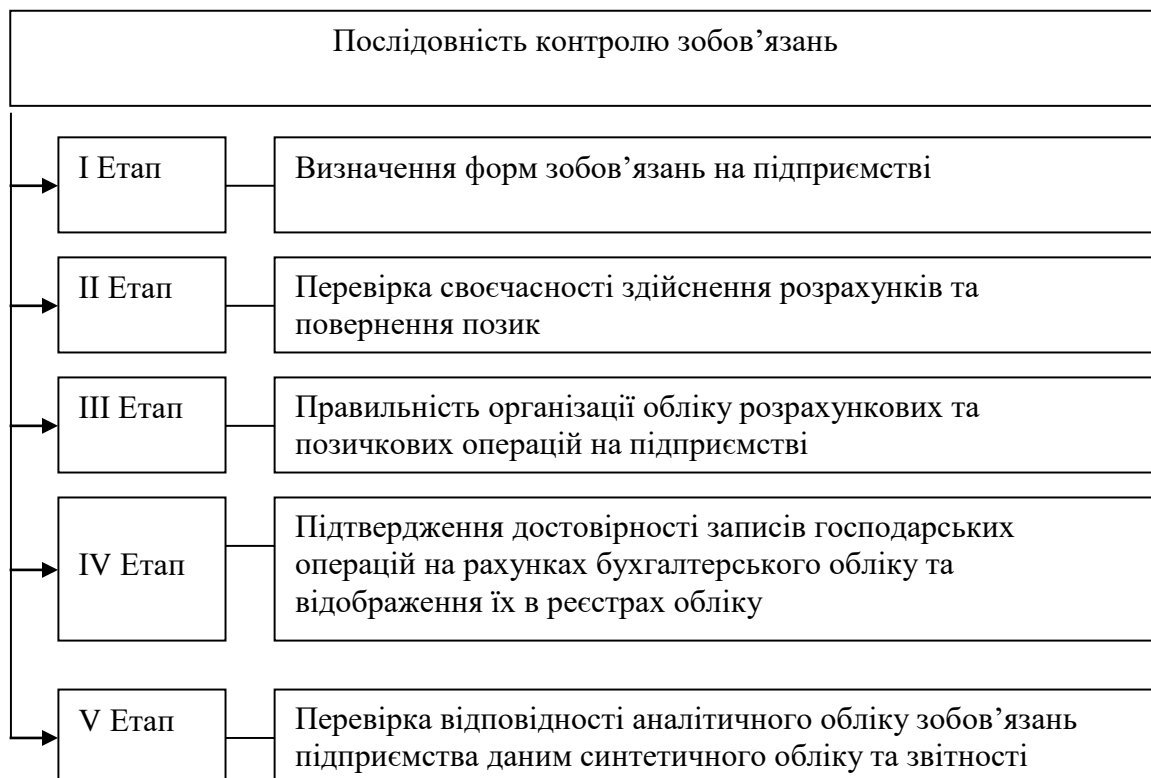 Послідовність контролю зобов’язань
І Етап
Визначення форм зобов’язань на підприємстві
ІІ Етап
Перевірка своєчасності здійснення розрахунків та
повернення позик
ІІІ Етап
Правильність організації обліку розрахункових та
позичкових операцій на підприємстві
IV Етап
Підтвердження достовірності записів господарських
операцій на рахунках бухгалтерського обліку та
відображення їх в реєстрах обліку
V Етап
Перевірка відповідності аналітичного обліку зобов’язань
підприємства даним синтетичного обліку та звітності